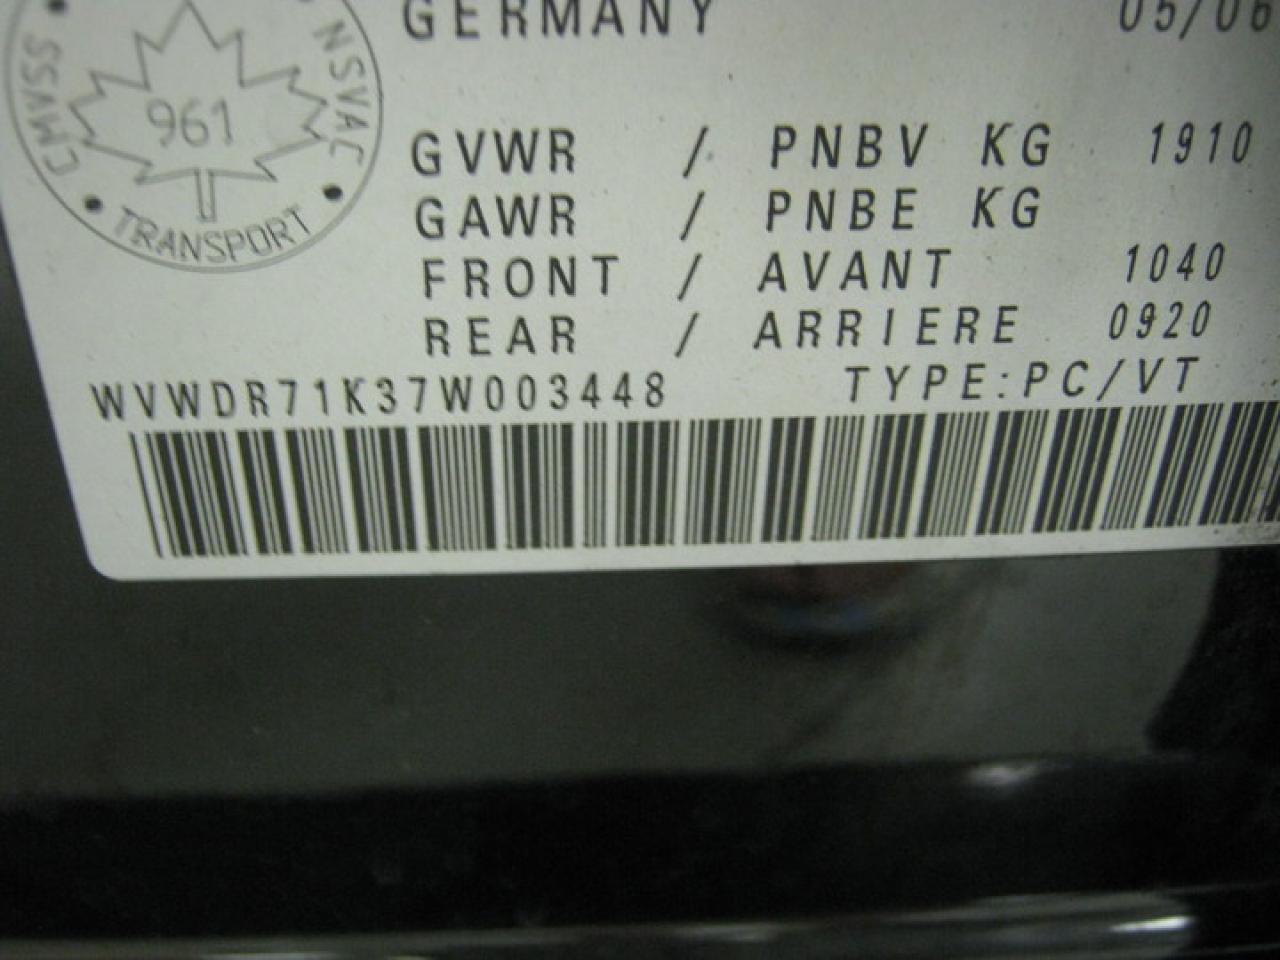 GERMANY 05/06
CMVSS NSVAC
961
TRANSPORT
GVWR / PNBV KG 1910
GAWR / PNBE KG
FRONT / AVANT 1040
REAR / ARRIERE 0920
WVWDR71K37W003448 TYPE:PC/VT